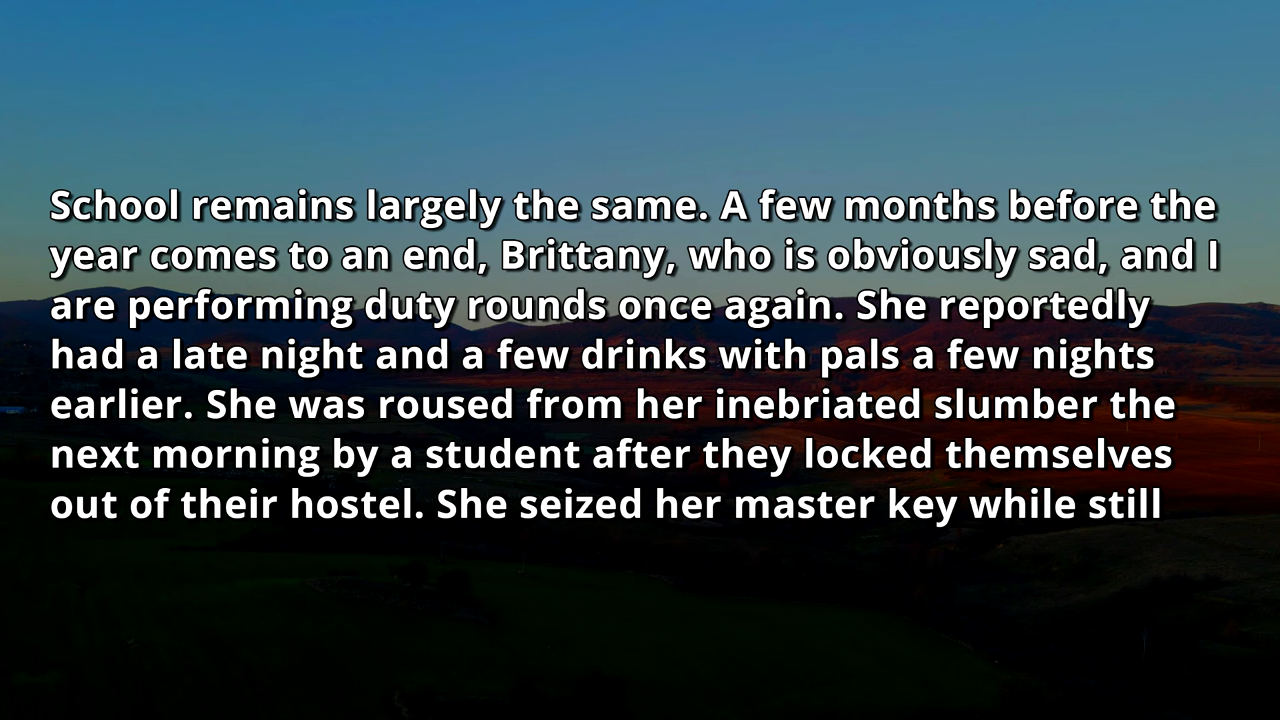 School remains largely the same. A few months before the
year comes to an end, Brittany, who is obviously sad, and I
are performing duty rounds once again. She reportedly
had a late night and a few drinks with pals a few nights
earlier. She was roused from her inebriated slumber the
next morning by a student after they locked themselves
out of their hostel. She seized her master key while still